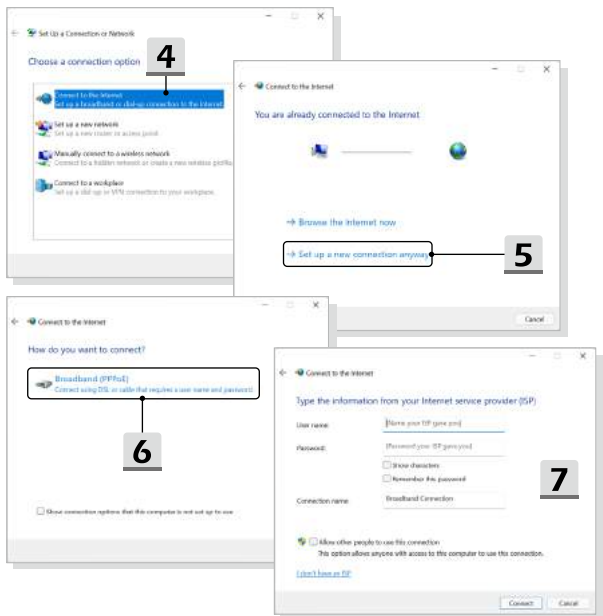 Set Up a Connection or Network
Choose a connection option
4
Connect to the Internet
Set up a broadband or dial-up connection to the Internet.
Set up a new network
Set up a new router or access point
Manually connect to a wireless network
Connect to a hidden network or create a new wireless profile.
Connect to a workplace
Set up a dial-up or VPN connection to your workplace.
Connect to the Internet
You are already connected to the Internet
Browse the Internet now
Set up a new connection anyway
5
Cancel
Connect to the Internet
How do you want to connect?
Broadband (PPPoE)
Connect using DSL or cable that requires a user name and password.
6
Show connection options that this computer is not set up to use
Connect to the Internet
Type the information from your Internet service provider (ISP)
User name: [Name your ISP gave you]
Password: [Password your ISP gave you]
Show characters
Remember this password
7
Connection name: Broadband Connection
Allow other people to use this connection
This option allows anyone with access to this computer to use this connection.
I don't have an ISP
Connect Cancel